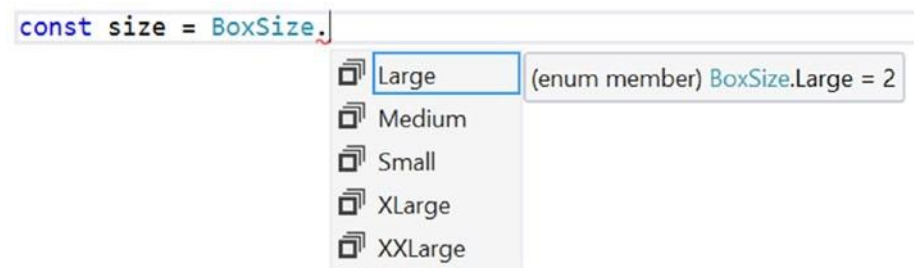 const size = BoxSize.
Large (enum member) BoxSize.Large = 2
Medium
Small
XLarge
XXLarge